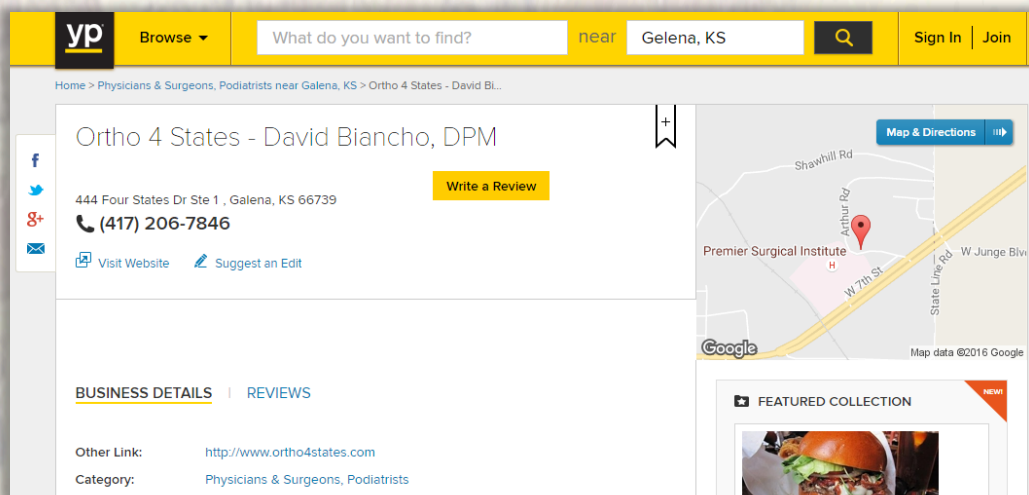 yp Browse What do you want to find? near Gelena, KS Sign In | Join
Home > Physicians & Surgeons, Podiatrists near Galena, KS > Ortho 4 States - David Bi...
Ortho 4 States - David Biancho, DPM
+
Write a Review
444 Four States Dr Ste 1 , Galena, KS 66739
(417) 206-7846
Visit Website Suggest an Edit
f
g+
Map & Directions
Shawhill Rd
Arthur Rd
Premier Surgical Institute
H
W Junge Blv
W 7th St
State Line Rd
Google
Map data ©2016 Google
BUSINESS DETAILS | REVIEWS
Other Link: http://www.ortho4states.com
Category: Physicians & Surgeons, Podiatrists
FEATURED COLLECTION
NEW!